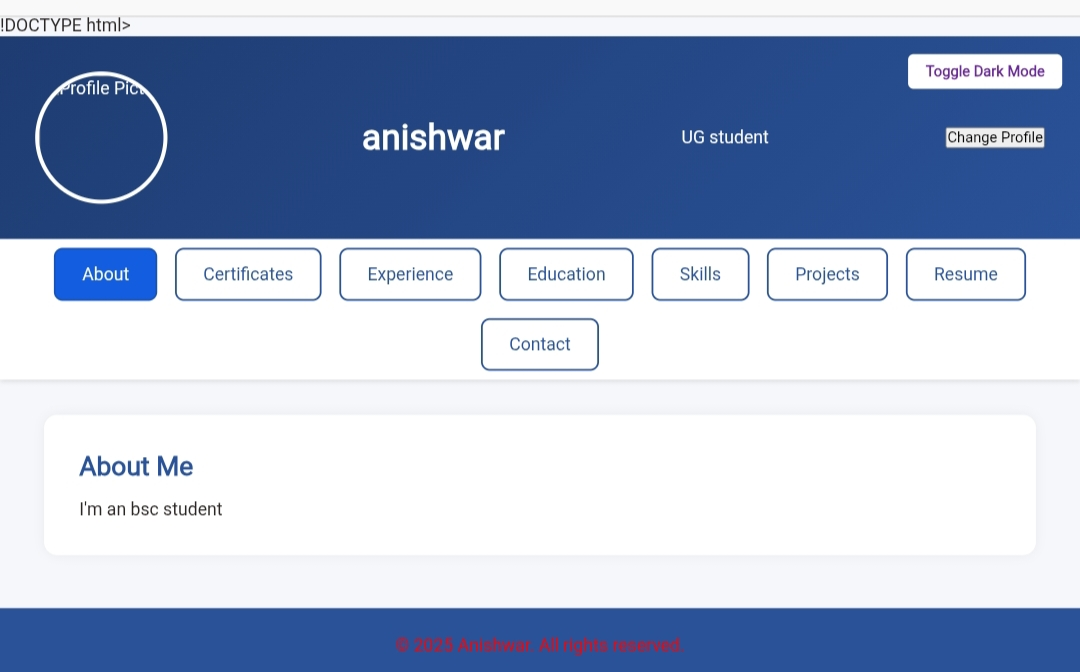 !DOCTYPE html>
Toggle Dark Mode
Profile Pict
anishwar
UG student
Change Profile
About
Certificates
Experience
Education
Skills
Projects
Resume
Contact
About Me
I'm an bsc student
© 2025 Anishwar. All rights reserved.